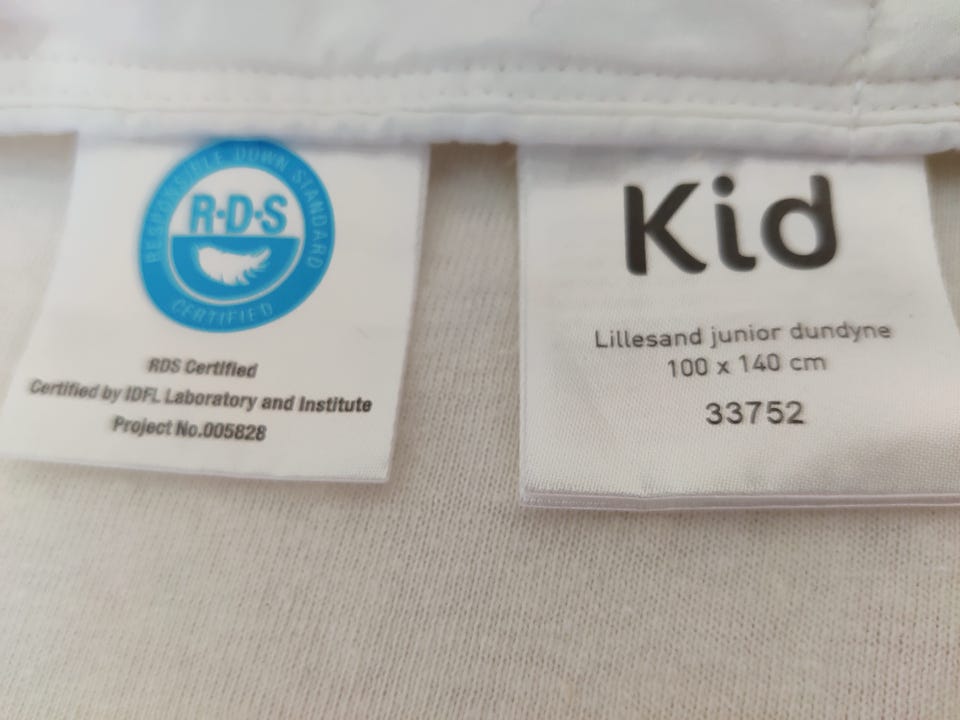 RESPONSIBLE DOWN STANDARD
R·D·S
CERTIFIED
RDS Certified
Certified by IDFL Laboratory and Institute
Project No.005828
Kid
Lillesand junior dundyne
100 x 140 cm
33752